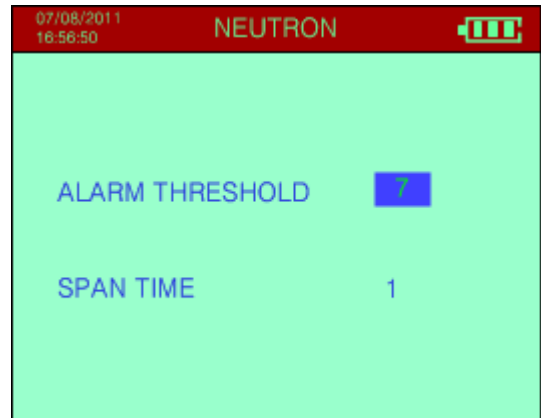 07/08/2011
16:56:50
NEUTRON
ALARM THRESHOLD 7
SPAN TIME 1